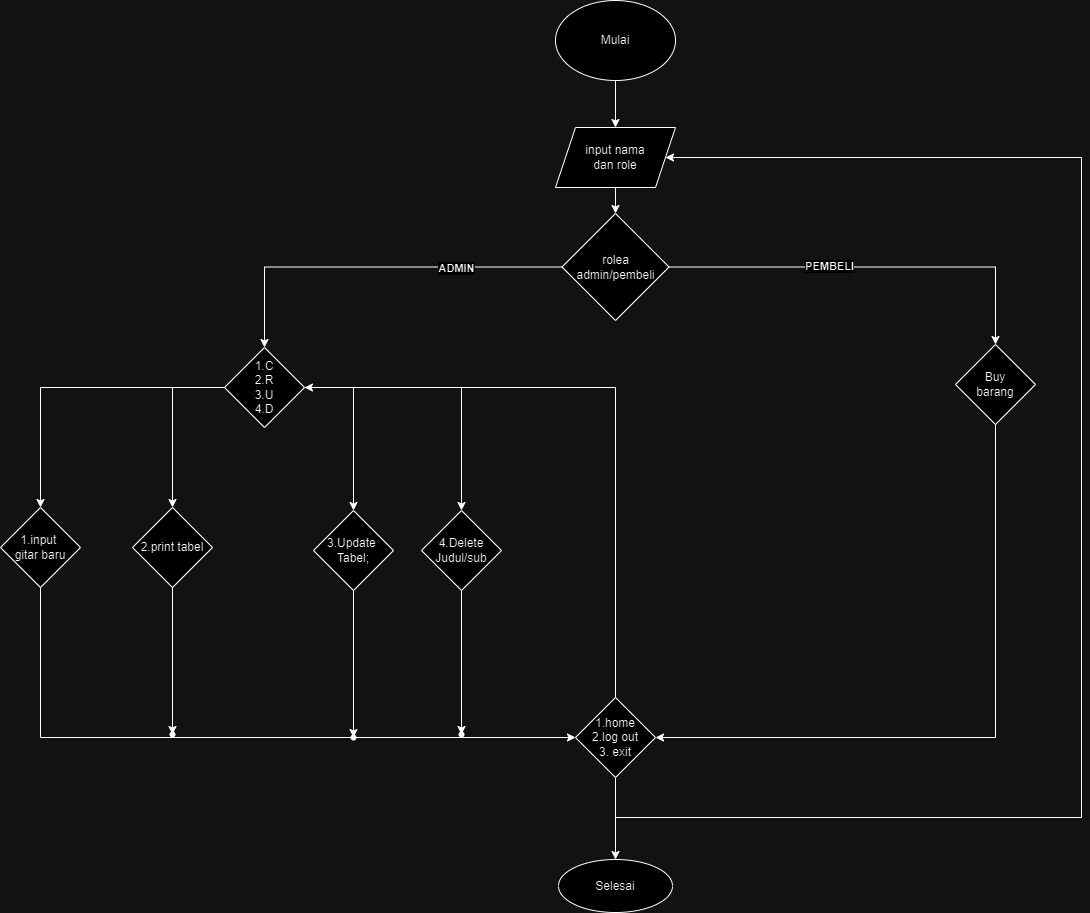 Mulai
input nama
dan role
rolea
admin/pembeli
ADMIN
PEMBELI
1.C
2.R
3.U
4.D
Buy
barang
1.input
gitar baru
2.print tabel
3.Update
Tabel;
4.Delete
Judul/sub
1.home
2.log out
3. exit
Selesai